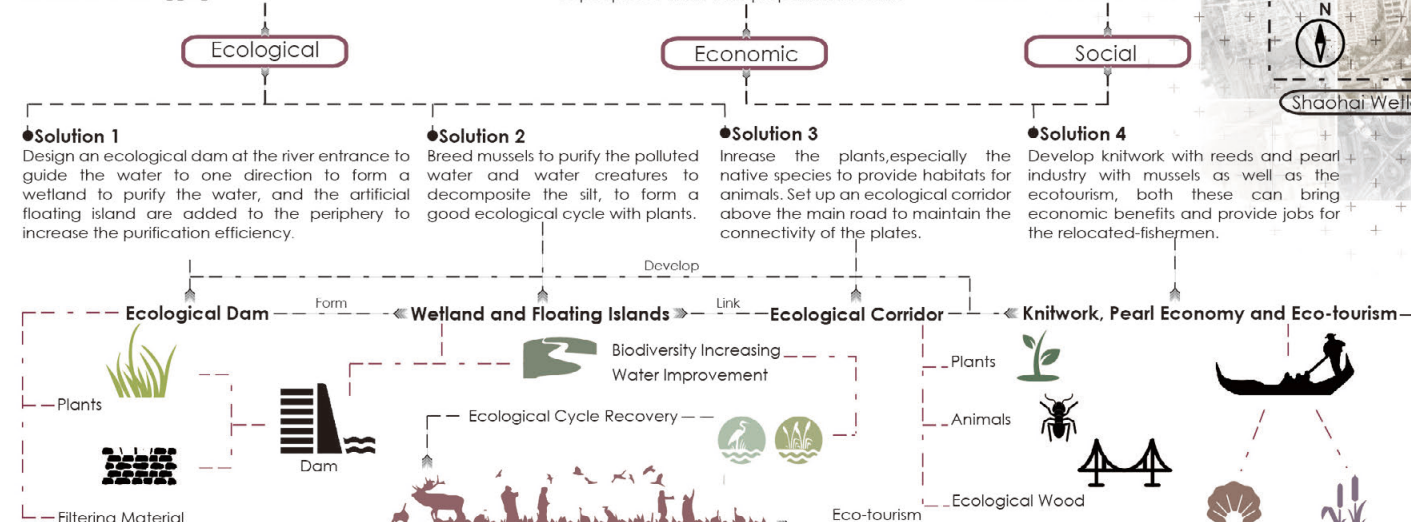 N
Ecological
Economic
Social
●Solution 1
Design an ecological dam at the river entrance to
guide the water to one direction to form a
wetland to purify the water, and the artificial
floating island are added to the periphery to
increase the purification efficiency.
●Solution 2
Breed mussels to purify the polluted
water and water creatures to
decomposite the silt, to form a
good ecological cycle with plants.
●Solution 3
Inrease the plants,especially the
native species to provide habitats for
animals. Set up an ecological corridor
above the main road to maintain the
connectivity of the plates.
●Solution 4
Develop knitwork with reeds and pearl
industry with mussels as well as the
ecotourism, both these can bring
economic benefits and provide jobs for
the relocated-fishermen.
Shaohai
Develop
Ecological Dam
Form
Wetland and Floating Islands
Link
Ecological Corridor
Knitwork, Pearl Economy and Eco-tourism
Biodiversity Increasing
Water Improvement
Plants
Plants
Ecological Cycle Recovery
Animals
Dam
Ecological Wood
Eco-tourism
Filtering Material